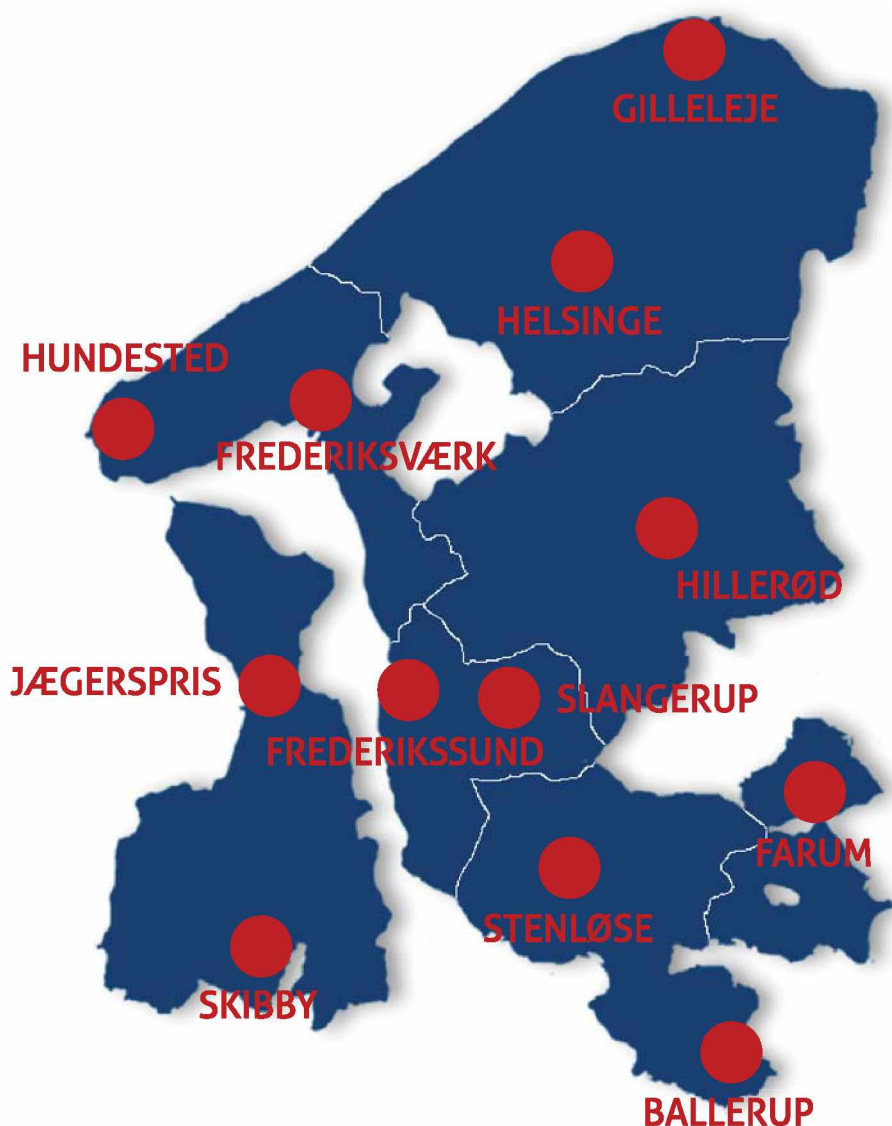 GILLELEJE
HELSINGE
HUNDESTED
FREDERIKSVÆRK
HILLERØD
JÆGERSPRIS
SLANGERUP
FREDERIKSSUND
FARUM
STENLØSE
SKIBBY
BALLERUP